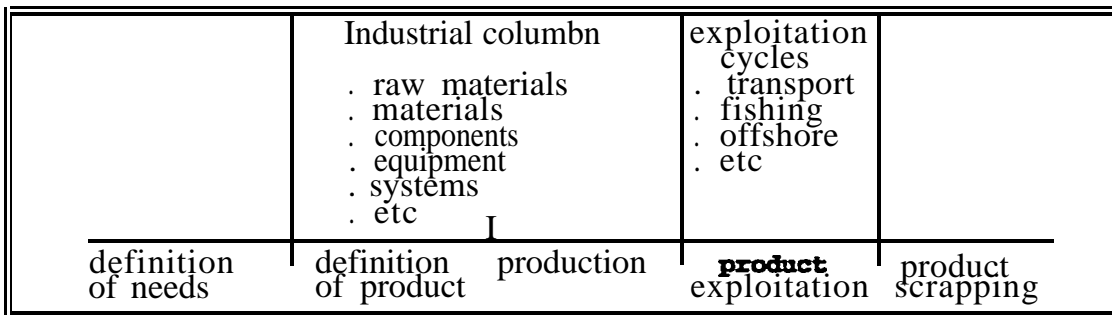 Industrial columbn
. raw materials
. materials
. components
. equipment
. systems
. etc
exploitation
cycles
. transport
. fishing
. offshore
. etc
definition
of needs
definition
of product
production
product
exploitation
product
scrapping